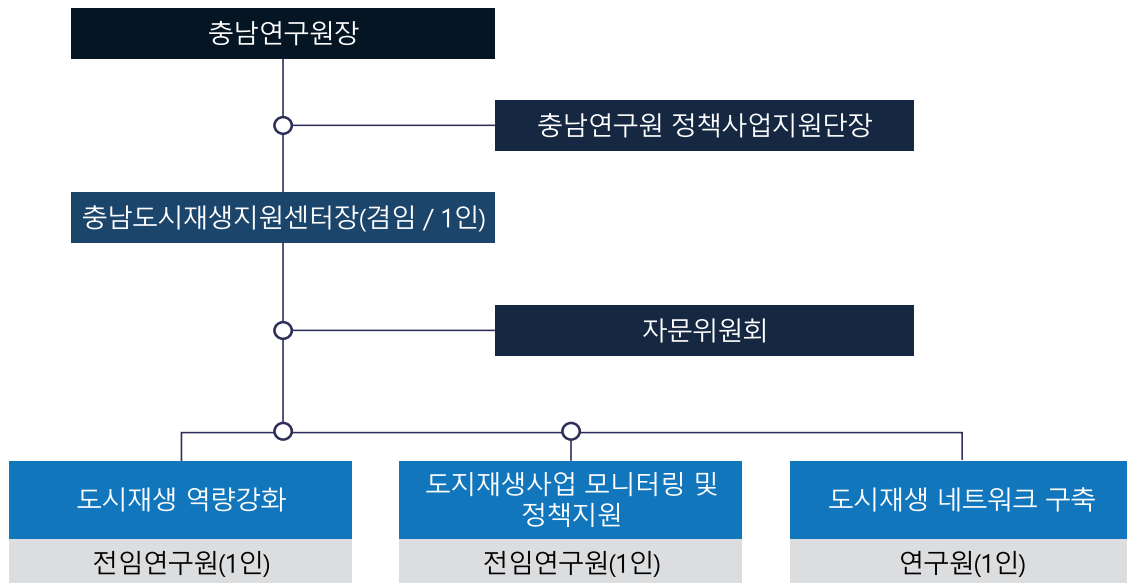 충남연구원장
충남연구원 정책사업지원단장
충남도시재생지원센터장(겸임 / 1인)
자문위원회
도시재생 역량강화
전임연구원(1인)
도지재생사업 모니터링 및
정책지원
전임연구원(1인)
도시재생 네트워크 구축
연구원(1인)